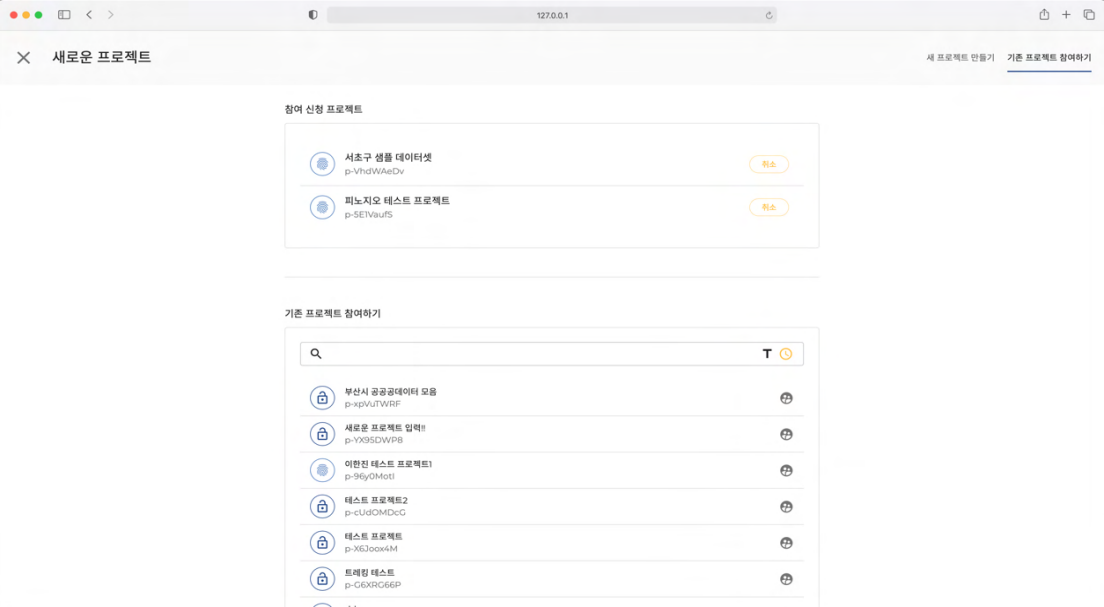 127.0.0.1
새로운 프로젝트
새 프로젝트 만들기
기존 프로젝트 참여하기
참여 신청 프로젝트
서초구 샘플 데이터셋
취소
p-VhdWAeDv
피노지오 테스트 프로젝트
취소
p-5E1VaufS
기존 프로젝트 참여하기
T
부산시 공공공데이터 모음
p-xpVuTWRF
새로운 프로젝트 입력!!
p-YX95DWP8
이한진 테스트 프로젝트1
p-96y0MotI
테스트 프로젝트2
p-cUdOMDcG
테스트 프로젝트
p-X6Joox4M
트레킹 테스트
p-G6XRG66P